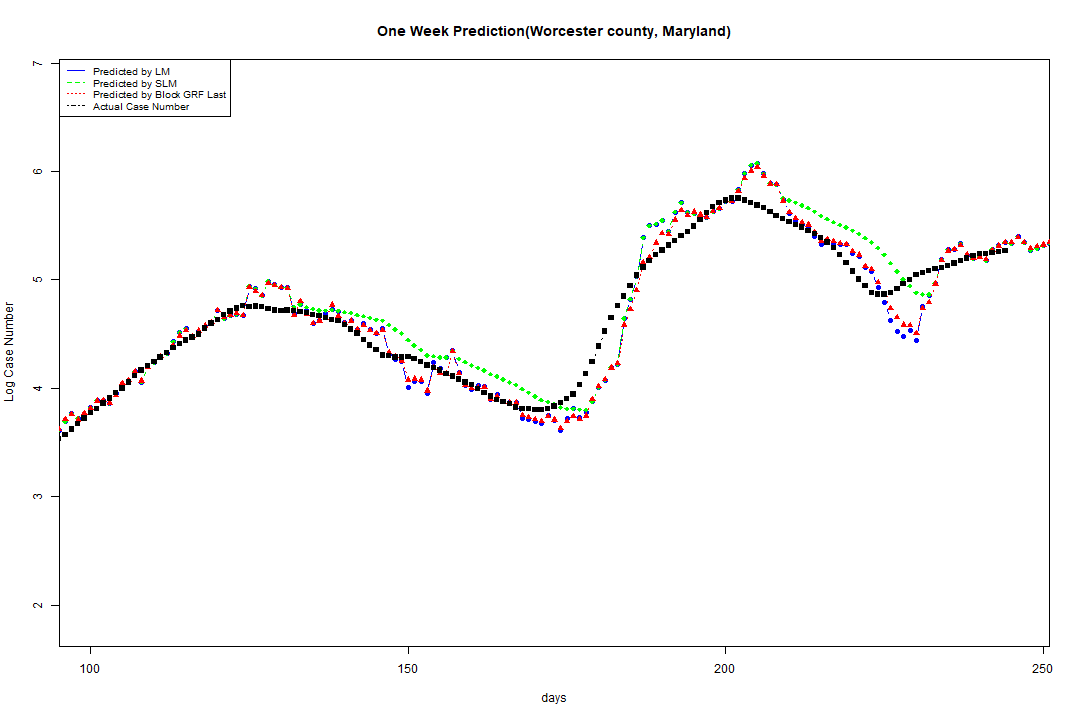 One Week Prediction(Worcester county, Maryland)
Predicted by LM
Predicted by SLM
Predicted by Block GRF Last
Actual Case Number
7
6
5
4
3
2
Log Case Number
100
150
200
250
days